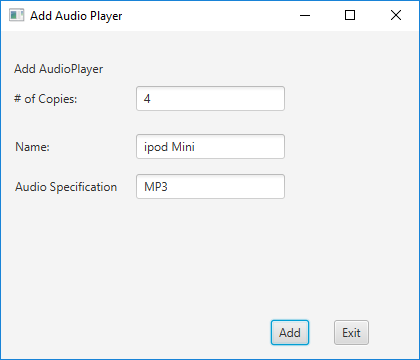 Add Audio Player
Add AudioPlayer
# of Copies: 4
Name: ipod Mini
Audio Specification MP3
Add Exit